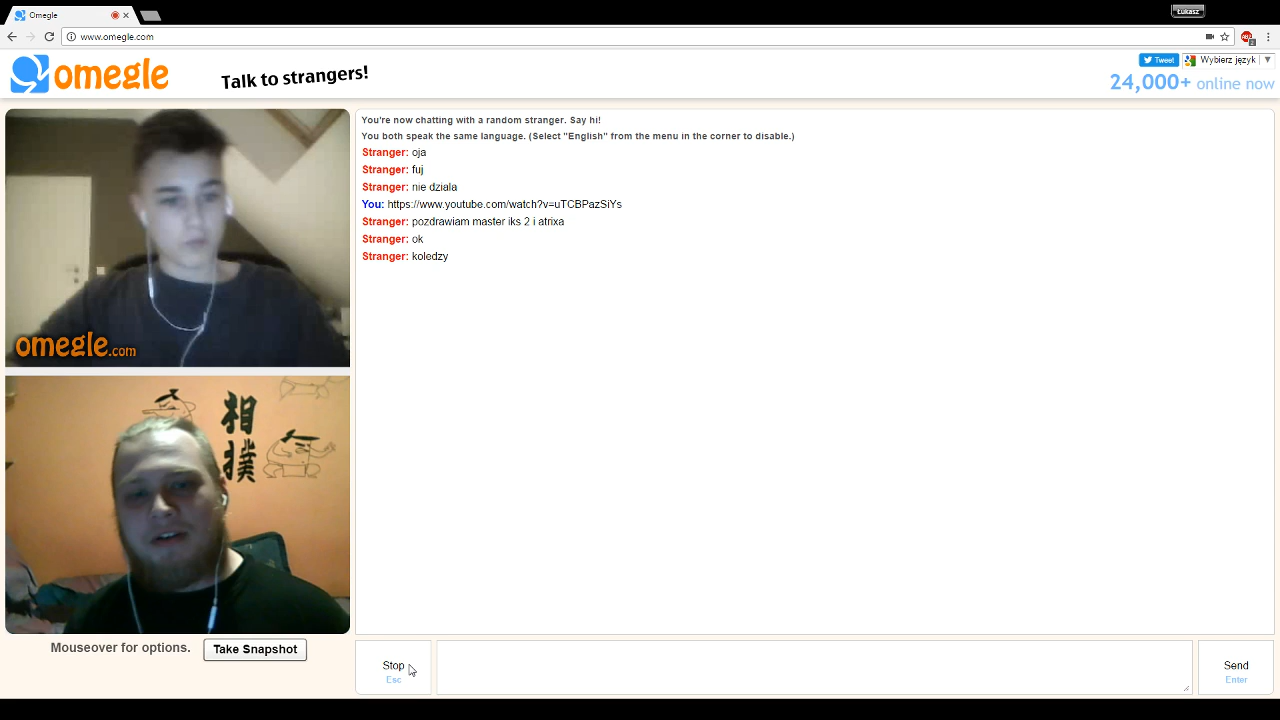 Omegle
Łukasz
www.omegle.com
omegle
Talk to strangers!
Tweet
Wybierz język
24,000+ online now
You're now chatting with a random stranger. Say hi!
You both speak the same language. (Select "English" from the menu in the corner to disable.)
Stranger: oja
Stranger: fuj
Stranger: nie dziala
You: https://www.youtube.com/watch?v=uTCBPazSiYs
Stranger: pozdrawiam master iks 2 i atrixa
Stranger: ok
Stranger: koledzy
omegle.com
相
撲
Mouseover for options.
Take Snapshot
Stop
Esc
Send
Enter